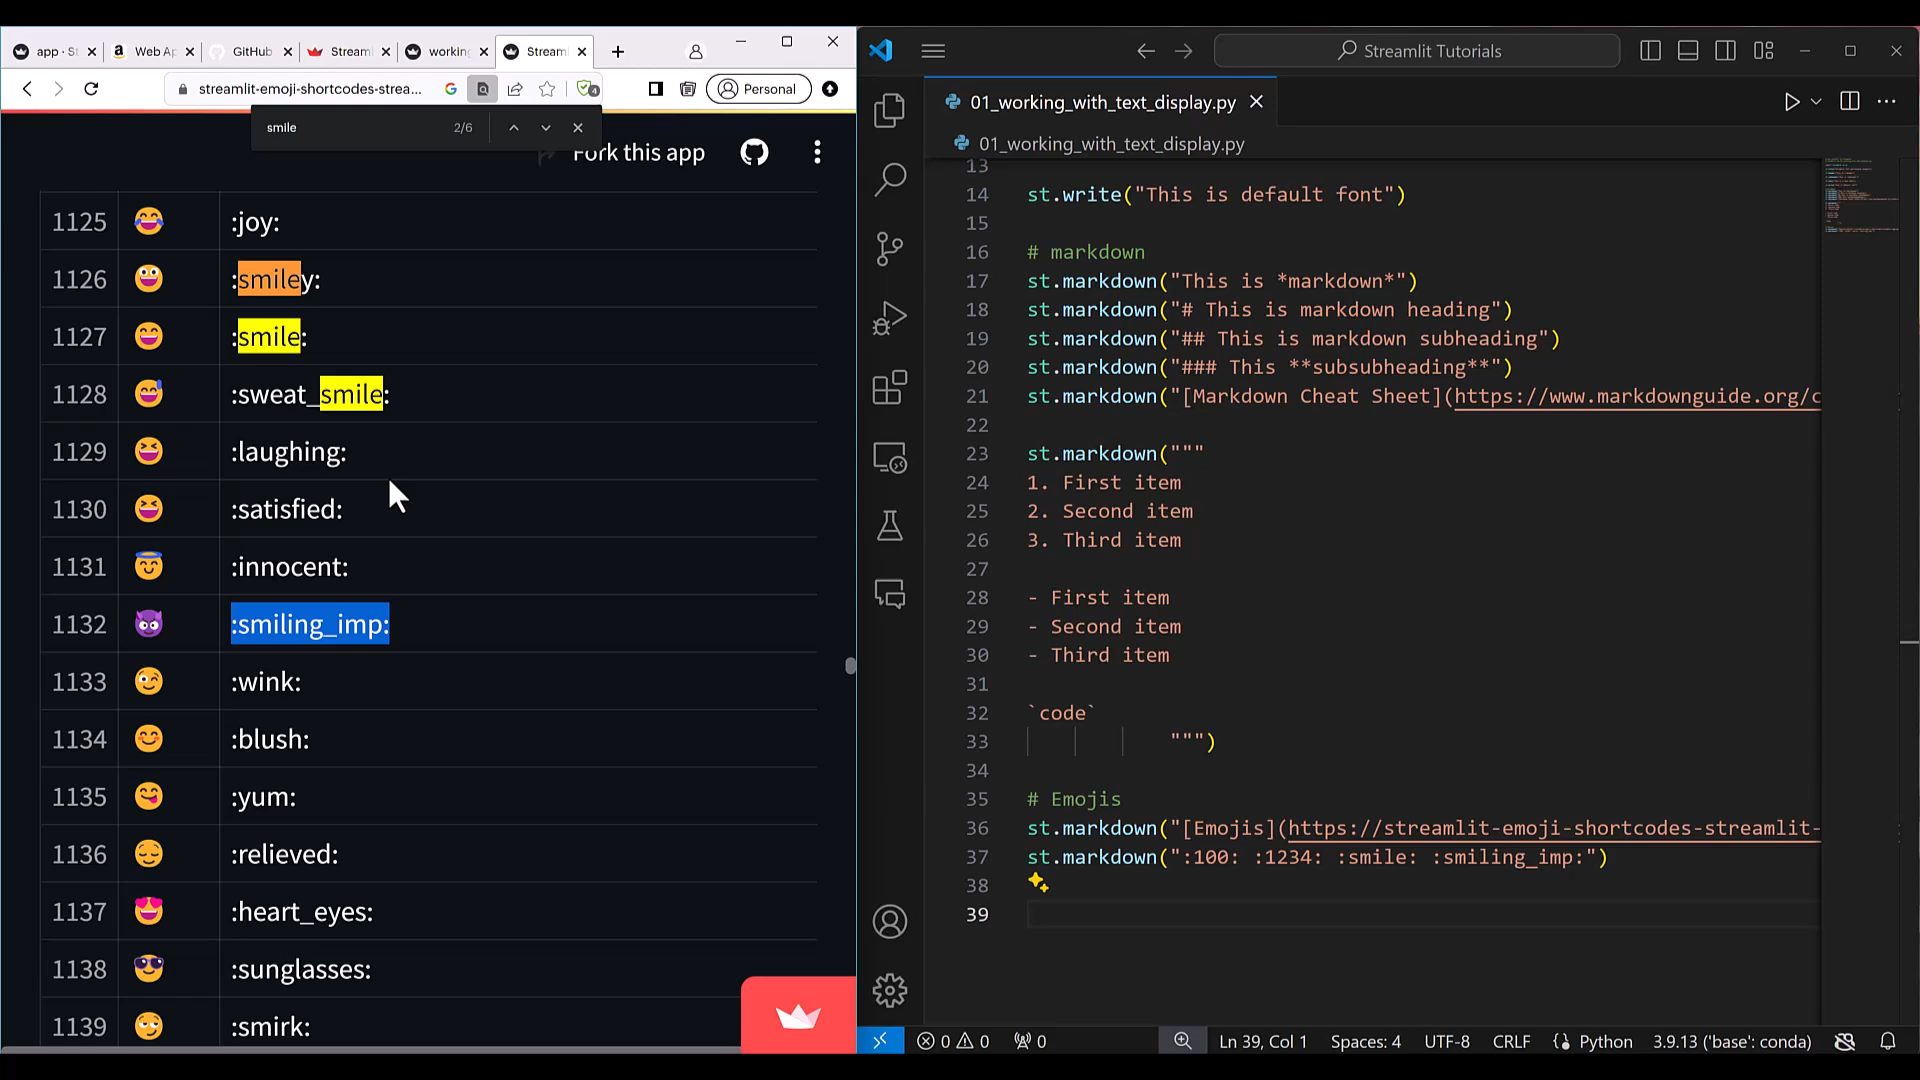 app · S
Web Ap
GitHub
Stream
working
Stream
streamlit-emoji-shortcodes-strea...
4
Personal
smile
2/6
Fork this app
1125 😂 :joy:
1126 😃 :smiley:
1127 😄 :smile:
1128 😅 :sweat_smile:
1129 😆 :laughing:
1130 😆 :satisfied:
1131 😇 :innocent:
1132 😈 :smiling_imp:
1133 😉 :wink:
1134 😊 :blush:
1135 😋 :yum:
1136 😌 :relieved:
1137 😍 :heart_eyes:
1138 😎 :sunglasses:
1139 😏 :smirk:
Streamlit Tutorials
01_working_with_text_display.py
01_working_with_text_display.py
13
14 st.write("This is default font")
15
16 # markdown
17 st.markdown("This is *markdown*")
18 st.markdown("# This is markdown heading")
19 st.markdown("## This is markdown subheading")
20 st.markdown("### This **subsubheading**")
21 st.markdown("[Markdown Cheat Sheet](https://www.markdownguide.org/c
22
23 st.markdown("""
24 1. First item
25 2. Second item
26 3. Third item
27
28 - First item
29 - Second item
30 - Third item
31
32 `code`
33 """)
34
35 # Emojis
36 st.markdown("[Emojis](https://streamlit-emoji-shortcodes-streamlit-
37 st.markdown(":100: :1234: :smile: :smiling_imp:")
38
39
0 0 0 Ln 39, Col 1 Spaces: 4 UTF-8 CRLF Python 3.9.13 ('base': conda)